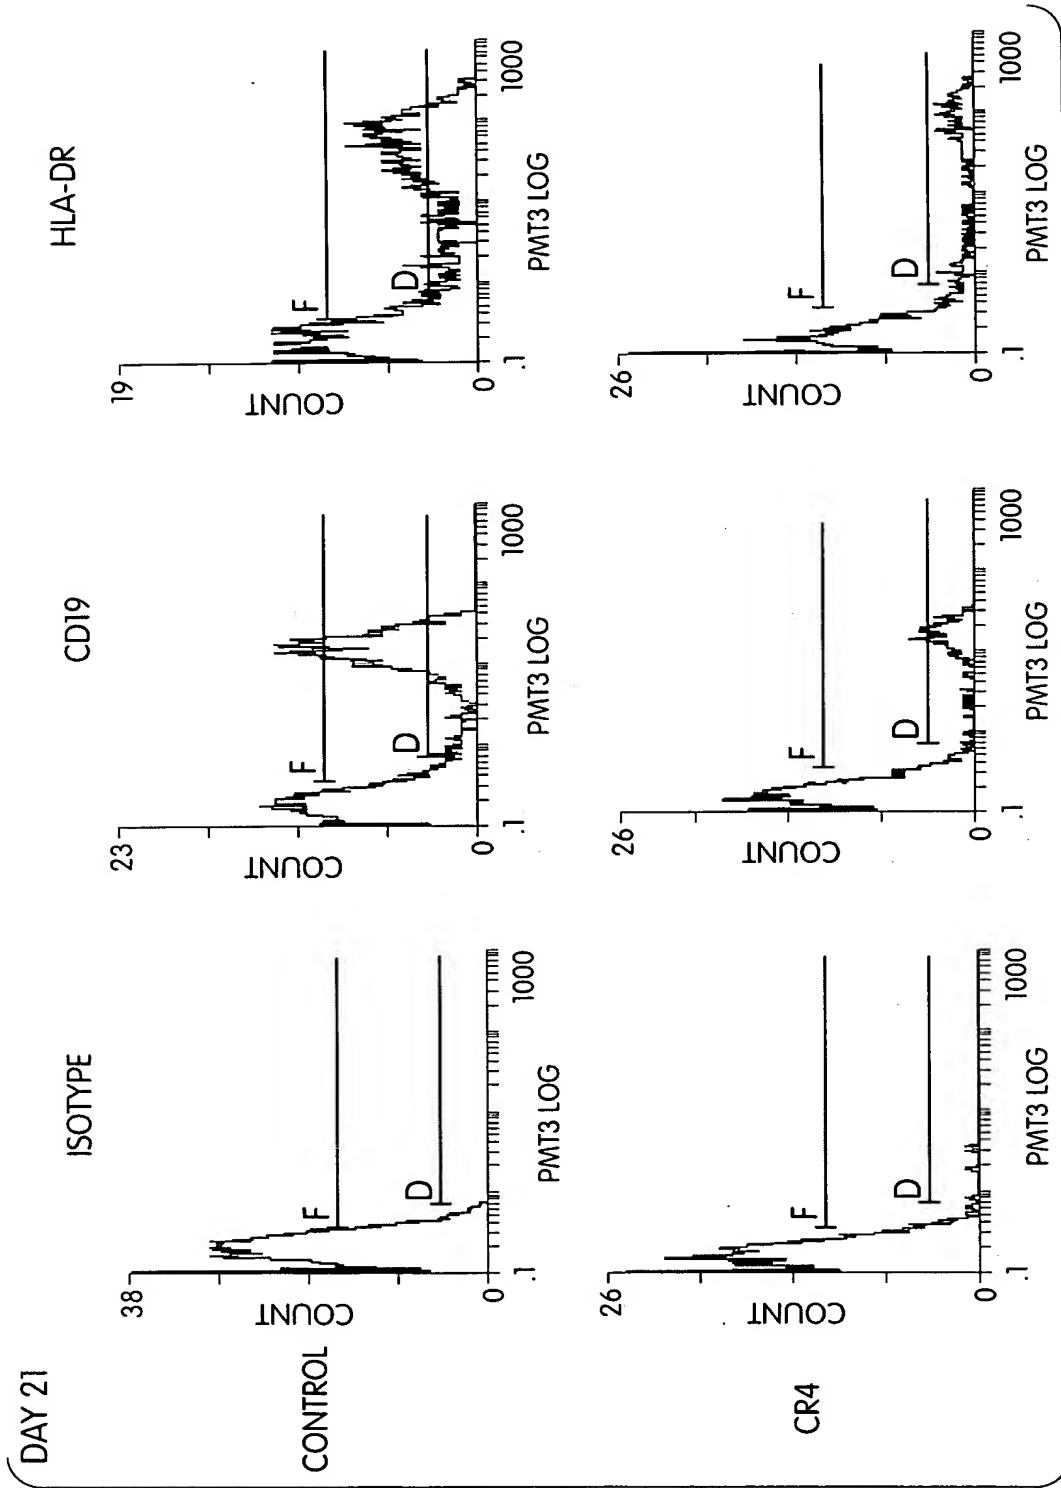 DAY 21
ISOTYPE
CD19
HLA-DR
CONTROL
38
COUNT
0
F
D
.1
1000
PMT3 LOG
23
COUNT
0
F
D
.1
1000
PMT3 LOG
19
COUNT
0
F
D
.1
1000
PMT3 LOG
CR4
26
COUNT
0
F
D
.1
1000
PMT3 LOG
26
COUNT
0
F
D
.1
1000
PMT3 LOG
26
COUNT
0
F
D
.1
1000
PMT3 LOG